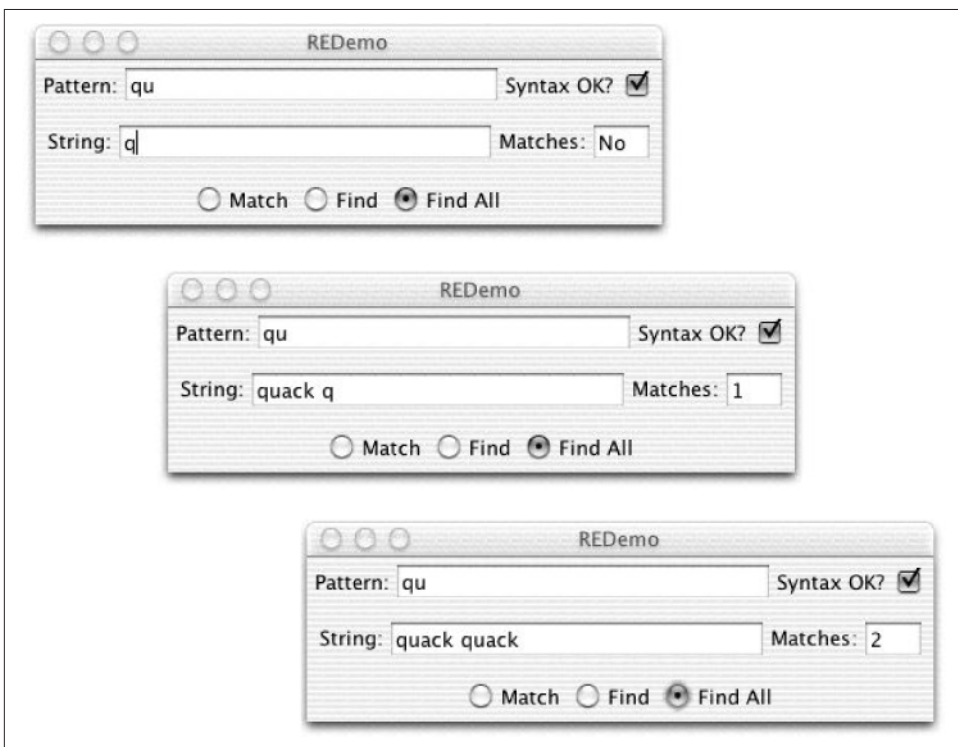 REDemo
Pattern: qu Syntax OK?
String: q Matches: No
Match Find Find All
REDemo
Pattern: qu Syntax OK?
String: quack q Matches: 1
Match Find Find All
REDemo
Pattern: qu Syntax OK?
String: quack quack Matches: 2
Match Find Find All